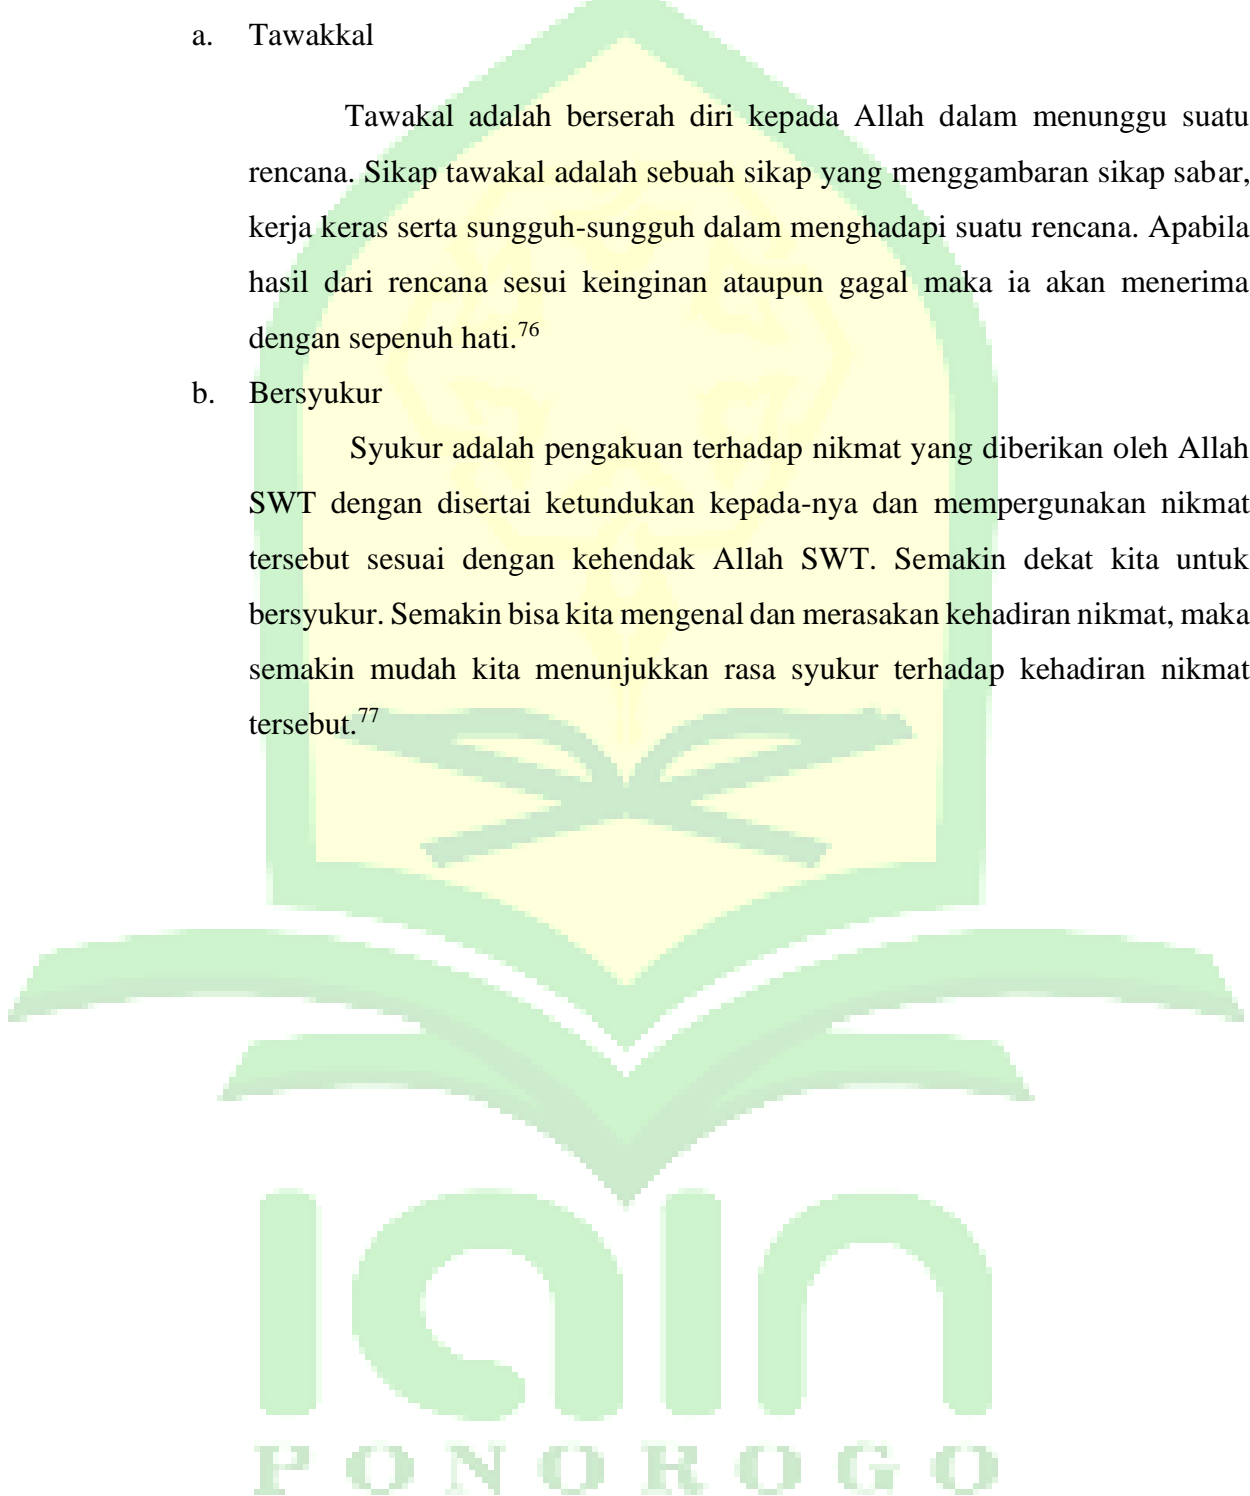 a. Tawakkal
Tawakal adalah berserah diri kepada Allah dalam menunggu suatu
rencana. Sikap tawakal adalah sebuah sikap yang menggambaran sikap sabar,
kerja keras serta sungguh-sungguh dalam menghadapi suatu rencana. Apabila
hasil dari rencana sesui keinginan ataupun gagal maka ia akan menerima
dengan sepenuh hati.76
b. Bersyukur
Syukur adalah pengakuan terhadap nikmat yang diberikan oleh Allah
SWT dengan disertai ketundukan kepada-nya dan mempergunakan nikmat
tersebut sesuai dengan kehendak Allah SWT. Semakin dekat kita untuk
bersyukur. Semakin bisa kita mengenal dan merasakan kehadiran nikmat, maka
semakin mudah kita menunjukkan rasa syukur terhadap kehadiran nikmat
tersebut.77
iain
PONOROGO